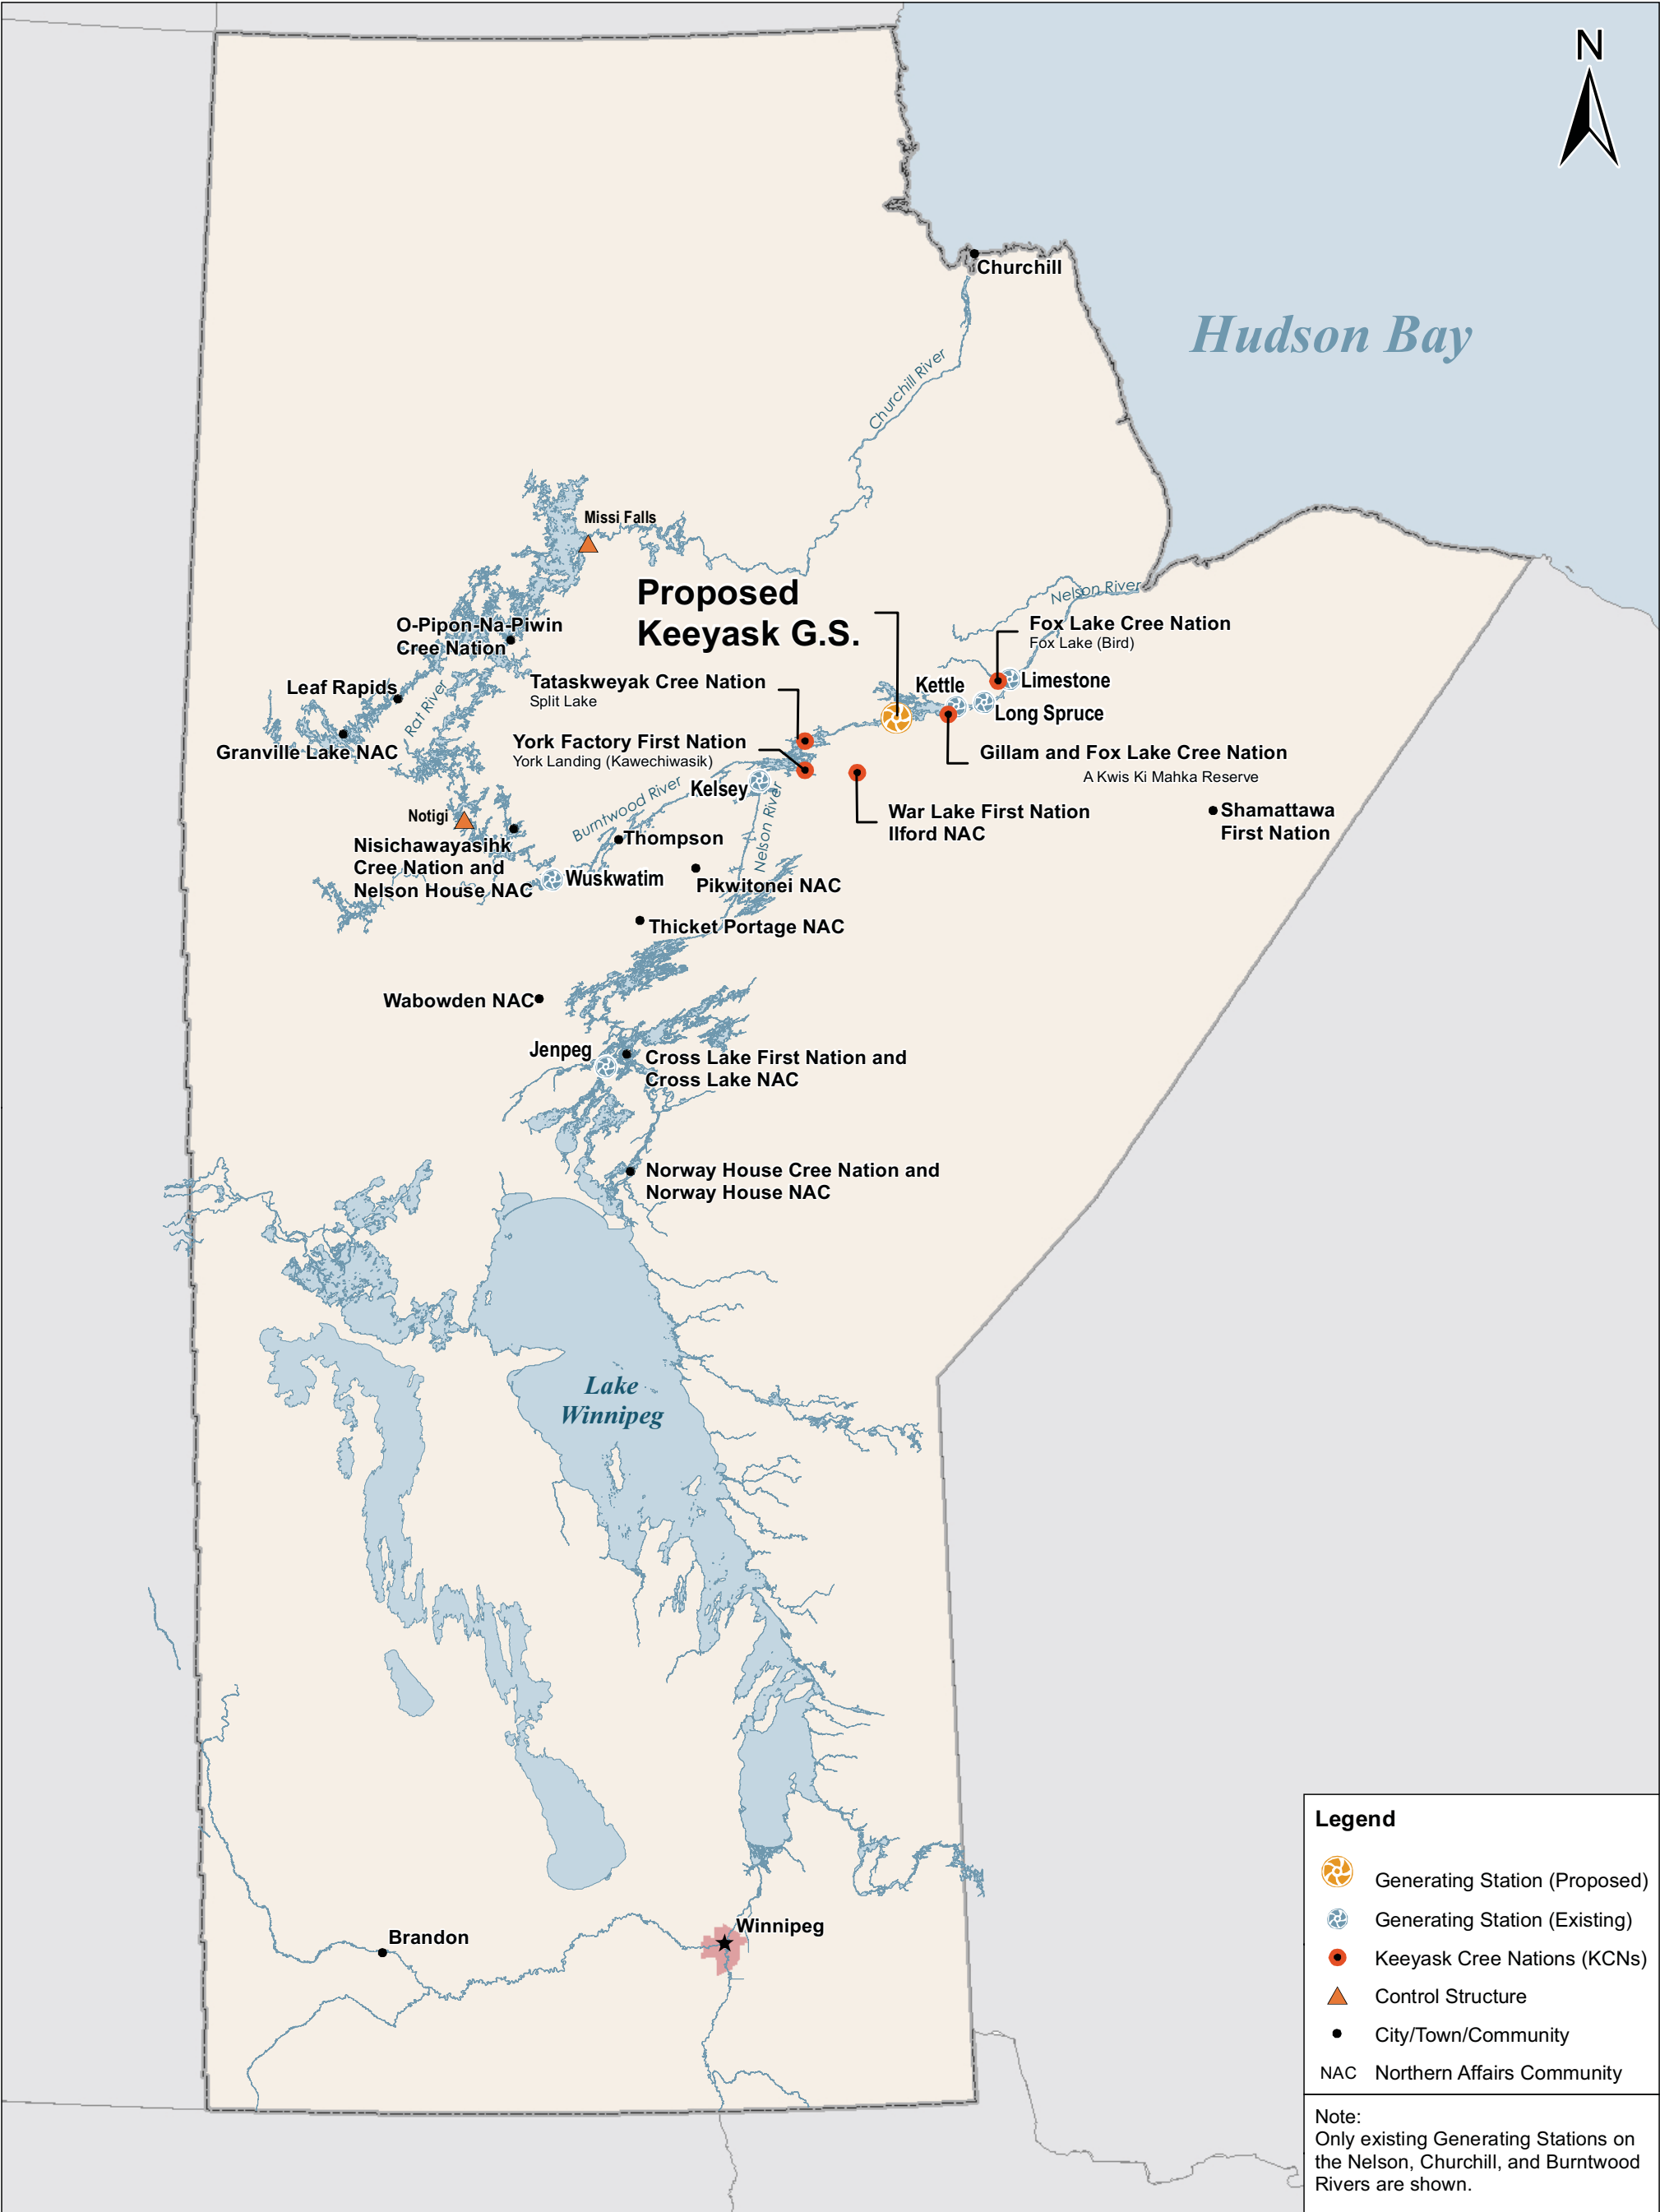 N
Churchill
Hudson Bay
Churchill River
Missi Falls
Proposed
Keeyask G.S.
Nelson River
Fox Lake Cree Nation
Fox Lake (Bird)
O-Pipon-Na-Piwin
Cree Nation
Tataskweyak Cree Nation
Split Lake
Kettle
Limestone
Leaf Rapids
Rat River
Long Spruce
Granville Lake NAC
York Factory First Nation
York Landing (Kawechiwasik)
Gillam and Fox Lake Cree Nation
A Kwis Ki Mahka Reserve
Kelsey
Burntwood River
Nelson River
War Lake First Nation
Ilford NAC
Shamattawa
First Nation
Notigi
Thompson
Nisichawayasihk
Cree Nation and
Nelson House NAC
Wuskwatim
Pikwitonei NAC
Thicket Portage NAC
Wabowden NAC
Jenpeg
Cross Lake First Nation and
Cross Lake NAC
Norway House Cree Nation and
Norway House NAC
Lake
Winnipeg
Brandon
Winnipeg
Legend
Generating Station (Proposed)
Generating Station (Existing)
Keeyask Cree Nations (KCNs)
Control Structure
City/Town/Community
NAC Northern Affairs Community
Note:
Only existing Generating Stations on
the Nelson, Churchill, and Burntwood
Rivers are shown.